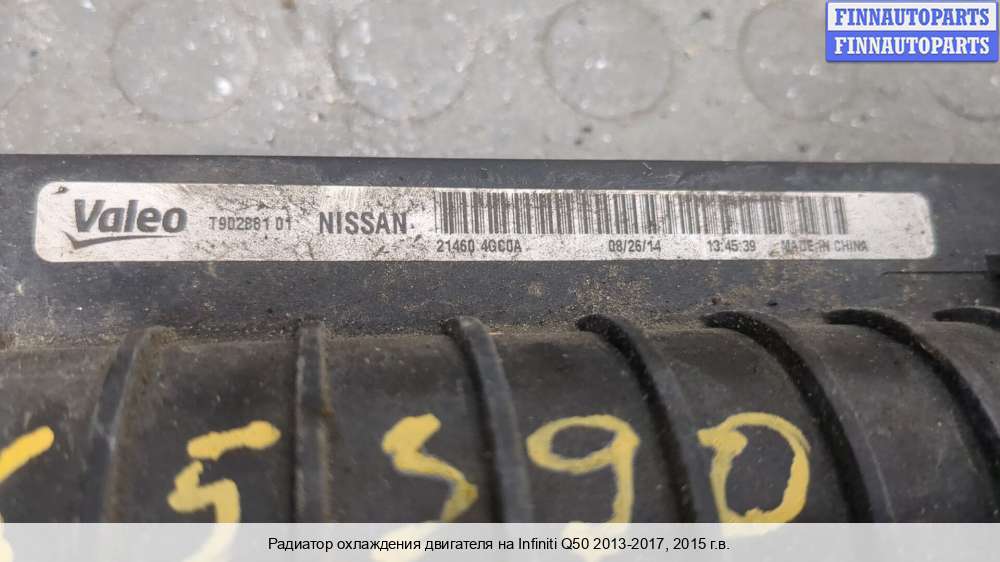 FINNAUTOPARTS
FINNAUTOPARTS
Valeo T902881 01 NISSAN
21460 4GC0A 08/26/14 13:45:39 MADE IN CHINA
5390
Радиатор охлаждения двигателя на Infiniti Q50 2013-2017, 2015 г.в.